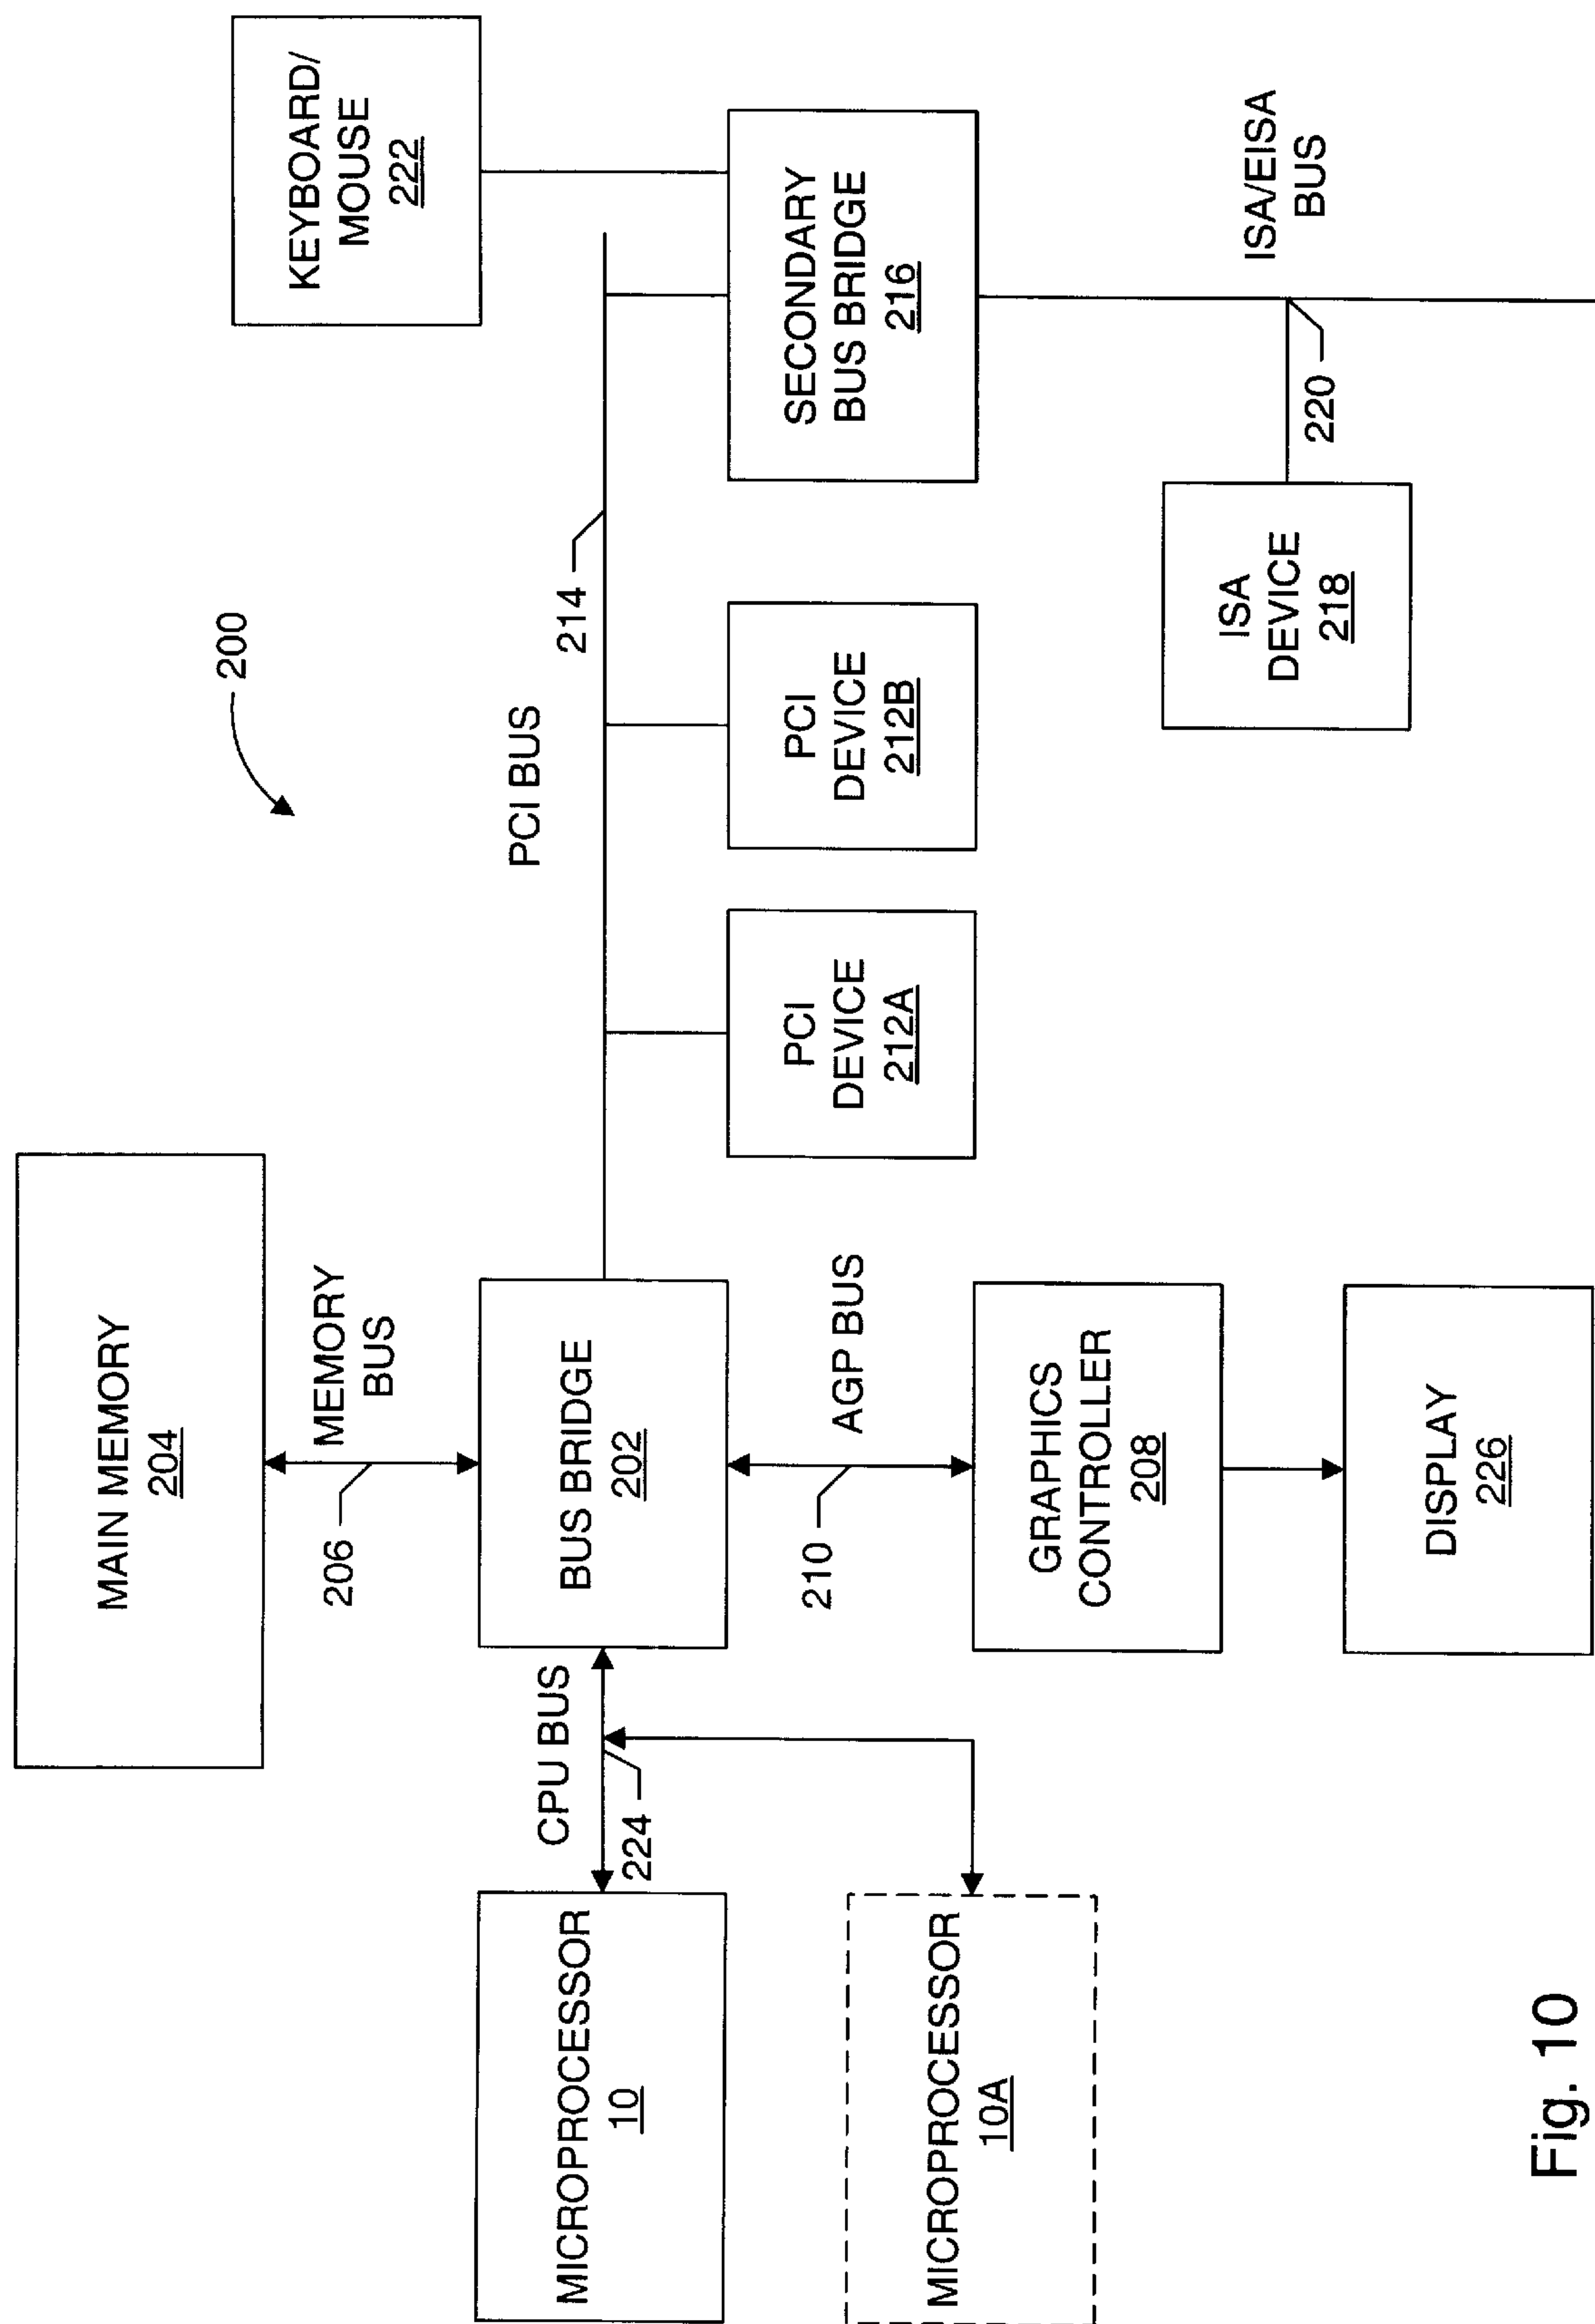 MAIN MEMORY
204
KEYBOARD/
MOUSE
222
200
206
MEMORY
BUS
PCI BUS
214
MICROPROCESSOR
10
CPU BUS
224
BUS BRIDGE
202
PCI
DEVICE
212A
PCI
DEVICE
212B
SECONDARY
BUS BRIDGE
216
MICROPROCESSOR
10A
210
AGP BUS
GRAPHICS
CONTROLLER
208
ISA
DEVICE
218
220
ISA/EISA
BUS
DISPLAY
226
Fig. 10